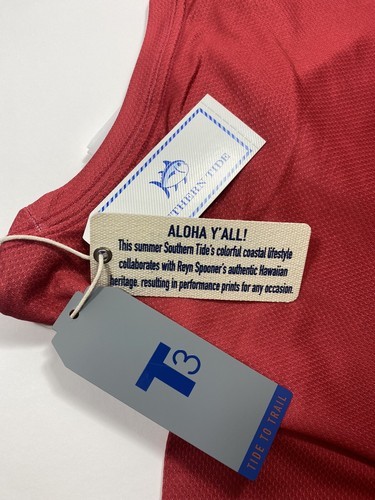 THERN TIDE
ALOHA Y'ALL!
This summer Southern Tide's colorful coastal lifestyle
collaborates with Reyn Spooner's authentic Hawaiian
heritage, resulting in performance prints for any occasion.
T3
TIDE TO TRAIL